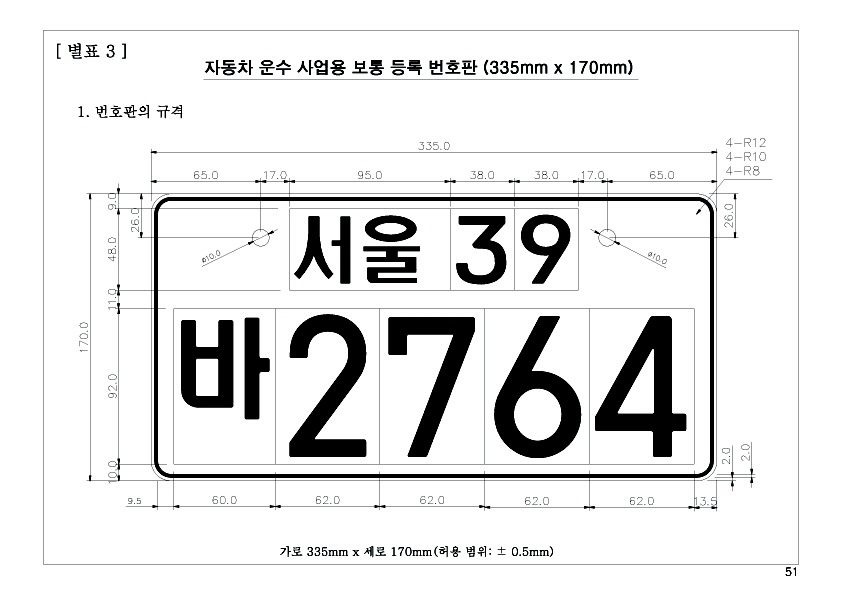 [ 별표 3 ]
자동차 운수 사업용 보통 등록 번호판 (335mm x 170mm)
1. 번호판의 규격
335.0
4-R12
4-R10
4-R8
65.0 17.0 95.0 38.0 38.0 17.0 65.0
9.0
26.0
26.0
48.0
서울 39
ø10.0
ø10.0
11.0
170.0
92.0
바 2764
10.0
2.0
2.0
9.5 60.0 62.0 62.0 62.0 62.0 13.5
가로 335mm x 세로 170mm(허용 범위: ± 0.5mm)
51